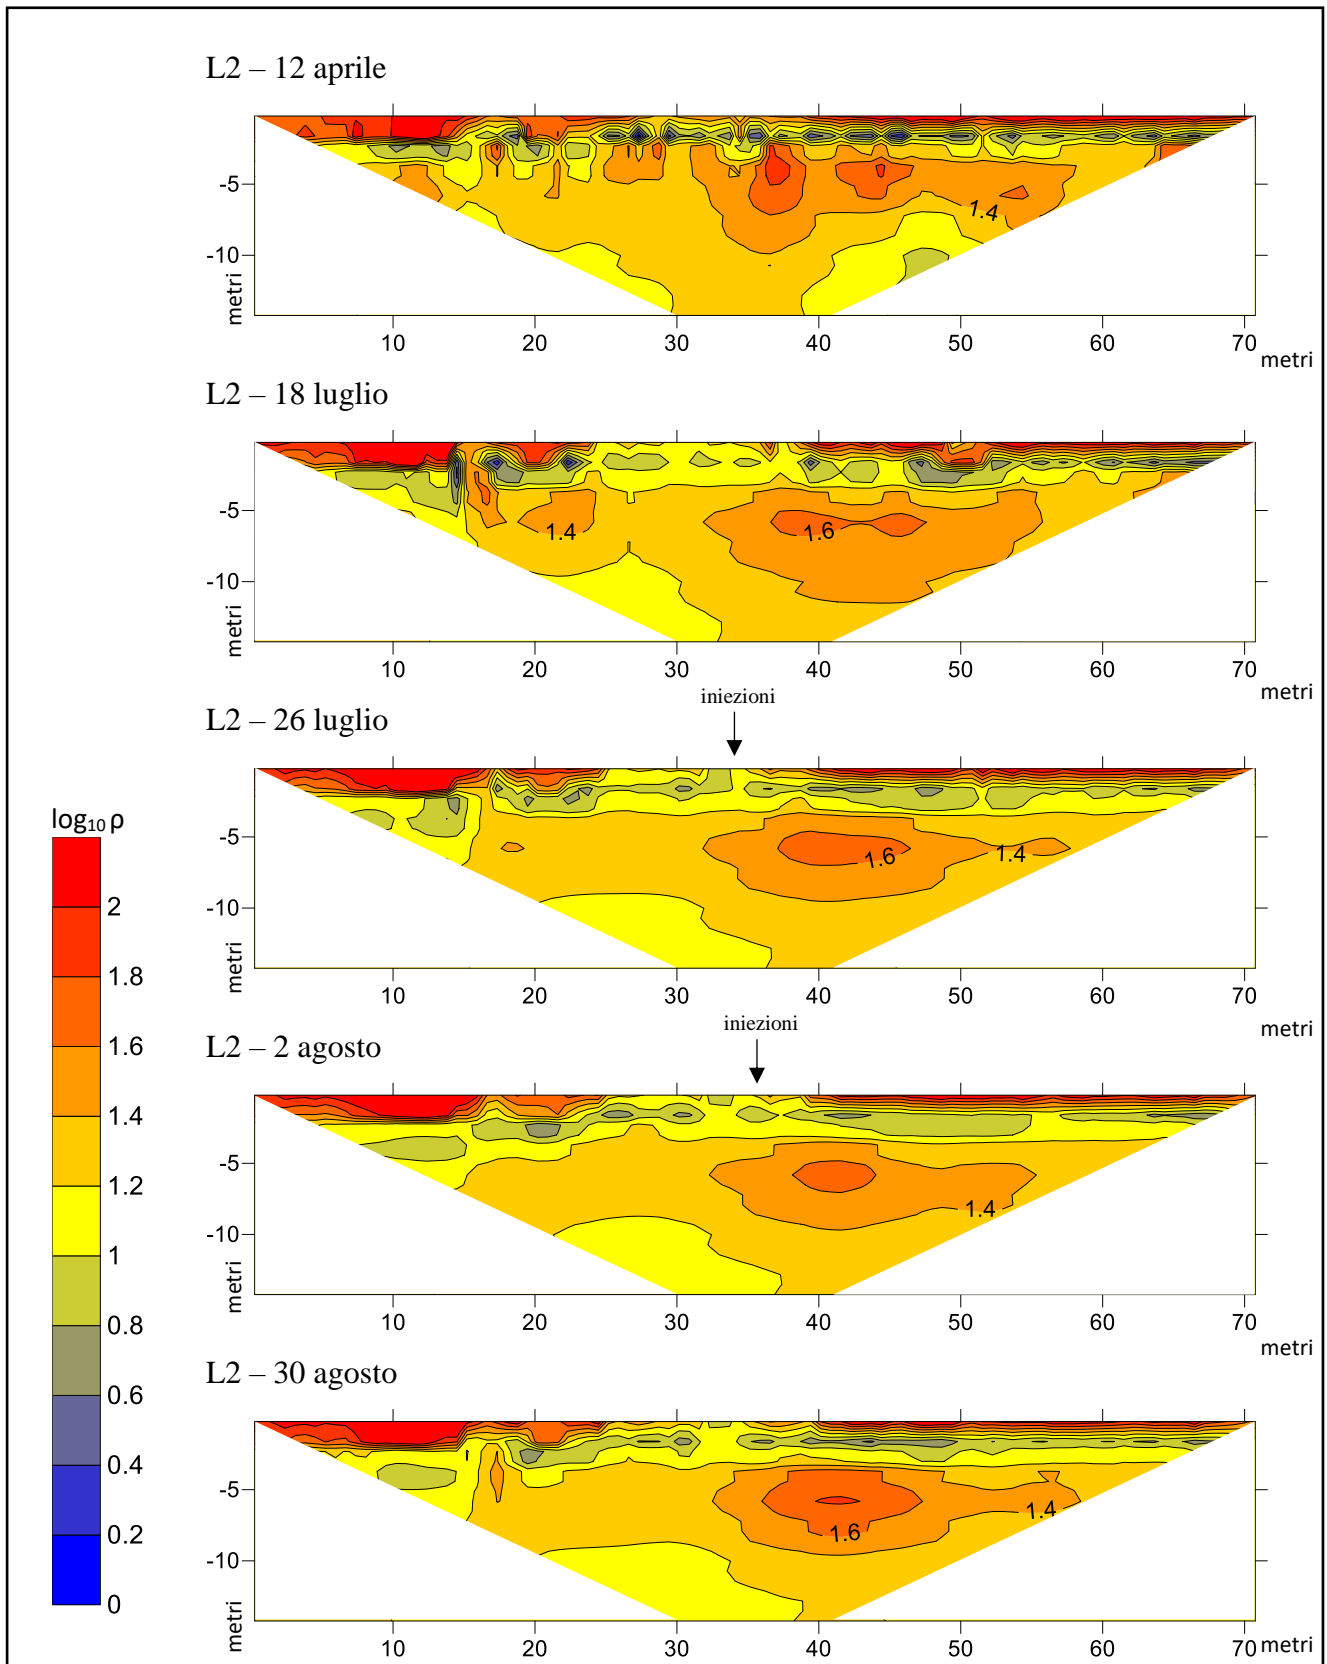 L2 – 12 aprile
1.4
-5
-10
metri
10 20 30 40 50 60 70
metri
L2 – 18 luglio
1.4
1.6
-5
-10
metri
10 20 30 40 50 60 70
metri
iniezioni
L2 – 26 luglio
1.6
1.4
-5
-10
metri
10 20 30 40 50 60 70
metri
iniezioni
L2 – 2 agosto
1.4
-5
-10
metri
10 20 30 40 50 60 70
metri
L2 – 30 agosto
1.4
1.6
-5
-10
metri
10 20 30 40 50 60 70 metri
log₁₀ ρ
2
1.8
1.6
1.4
1.2
1
0.8
0.6
0.4
0.2
0